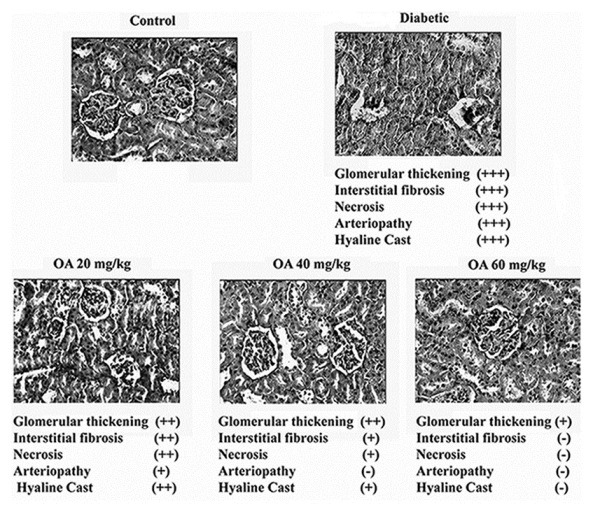 Control
Diabetic
Glomerular thickening (+++)
Interstitial fibrosis (+++)
Necrosis (+++)
Arteriopathy (+++)
Hyaline Cast (+++)
OA 20 mg/kg
OA 40 mg/kg
OA 60 mg/kg
Glomerular thickening (++)
Interstitial fibrosis (++)
Necrosis (++)
Arteriopathy (+)
Hyaline Cast (++)
Glomerular thickening (++)
Interstitial fibrosis (+)
Necrosis (+)
Arteriopathy (-)
Hyaline Cast (+)
Glomerular thickening (+)
Interstitial fibrosis (-)
Necrosis (-)
Arteriopathy (-)
Hyaline Cast (-)